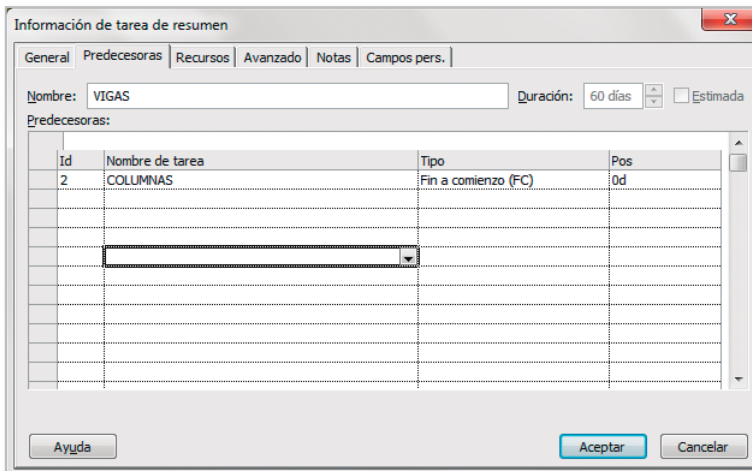 Información de tarea de resumen
General Predecesoras Recursos Avanzado Notas Campos pers.
Nombre: VIGAS Duración: 60 días Estimada
Predecesoras:
Id Nombre de tarea Tipo Pos
2 COLUMNAS Fin a comienzo (FC) 0d
Ayuda Aceptar Cancelar